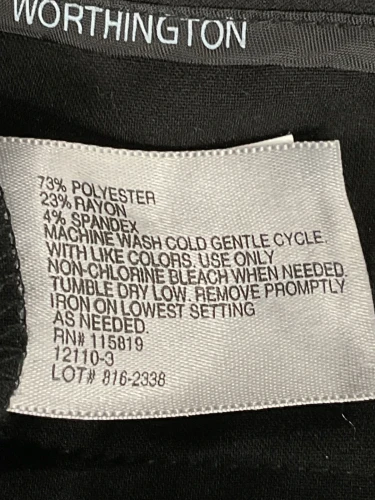 WORTHINGTON
73% POLYESTER
23% RAYON
4% SPANDEX
MACHINE WASH COLD GENTLE CYCLE.
WITH LIKE COLORS. USE ONLY
NON-CHLORINE BLEACH WHEN NEEDED.
TUMBLE DRY LOW. REMOVE PROMPTLY
IRON ON LOWEST SETTING
AS NEEDED.
RN# 115819
12110-3
LOT# 816-2338